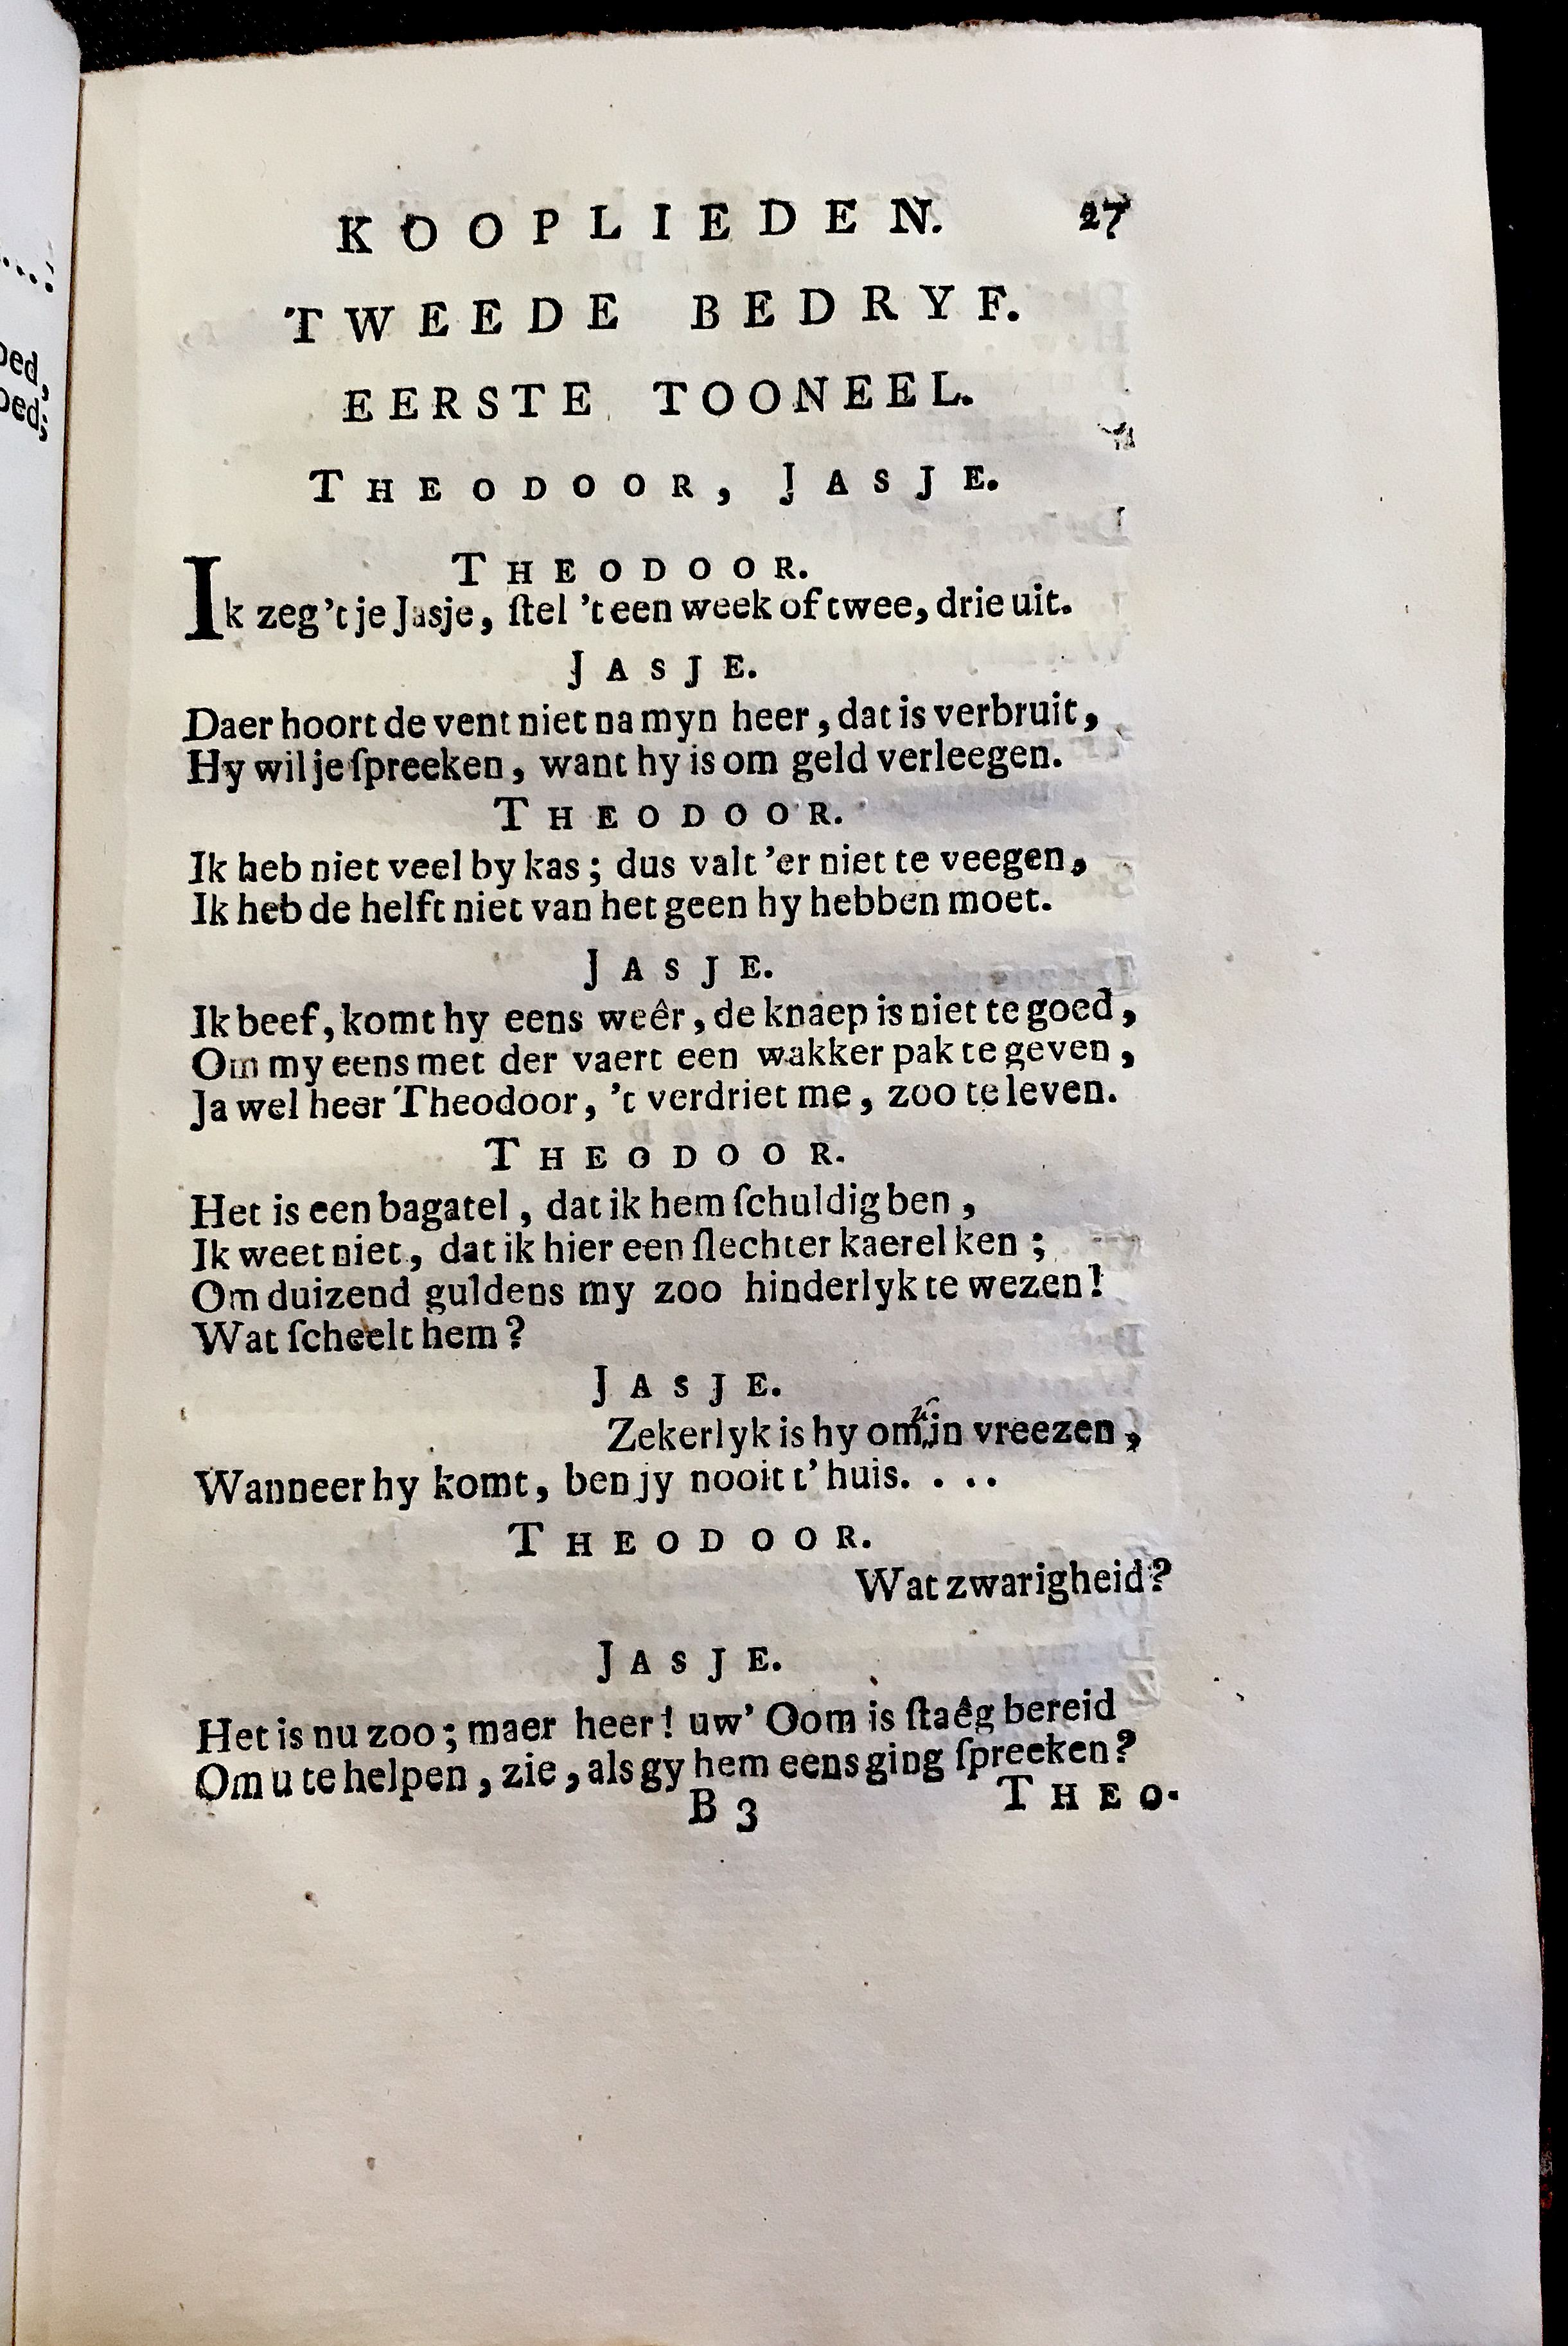 KOOPLIEDEN. 27
TWEEDE BEDRYF.
EERSTE TOONEEL.
THEODOOR, JASJE.
THEODOOR.
Ik zeg 't je Jasje, ſtel 't een week of twee, drie uit.
JASJE.
Daer hoort de vent niet na myn heer, dat is verbruit,
Hy wil je ſpreeken, want hy is om geld verleegen.
THEODOOR.
Ik heb niet veel by kas; dus valt 'er niet te veegen,
Ik heb de helft niet van het geen hy hebben moet.
JASJE.
Ik beef, komt hy eens weêr, de knaep is niet te goed,
Om my eens met der vaert een wakker pak te geven,
Ja wel heer Theodoor, 't verdriet me, zoo te leven.
THEODOOR.
Het is een bagatel, dat ik hem ſchuldig ben,
Ik weet niet, dat ik hier een ſlechter kaerel ken;
Om duizend guldens my zoo hinderlyk te wezen!
Wat ſcheelt hem?
JASJE.
Zekerlyk is hy om u in vreezen,
Wanneer hy komt, ben jy nooit t' huis. . . .
THEODOOR.
Wat zwarigheid?
JASJE.
Het is nu zoo; maer heer! uw' Oom is ſtaêg bereid
Om u te helpen, zie, als gy hem eens ging ſpreeken?
B 3 THEO-
....:
oed,
oed;